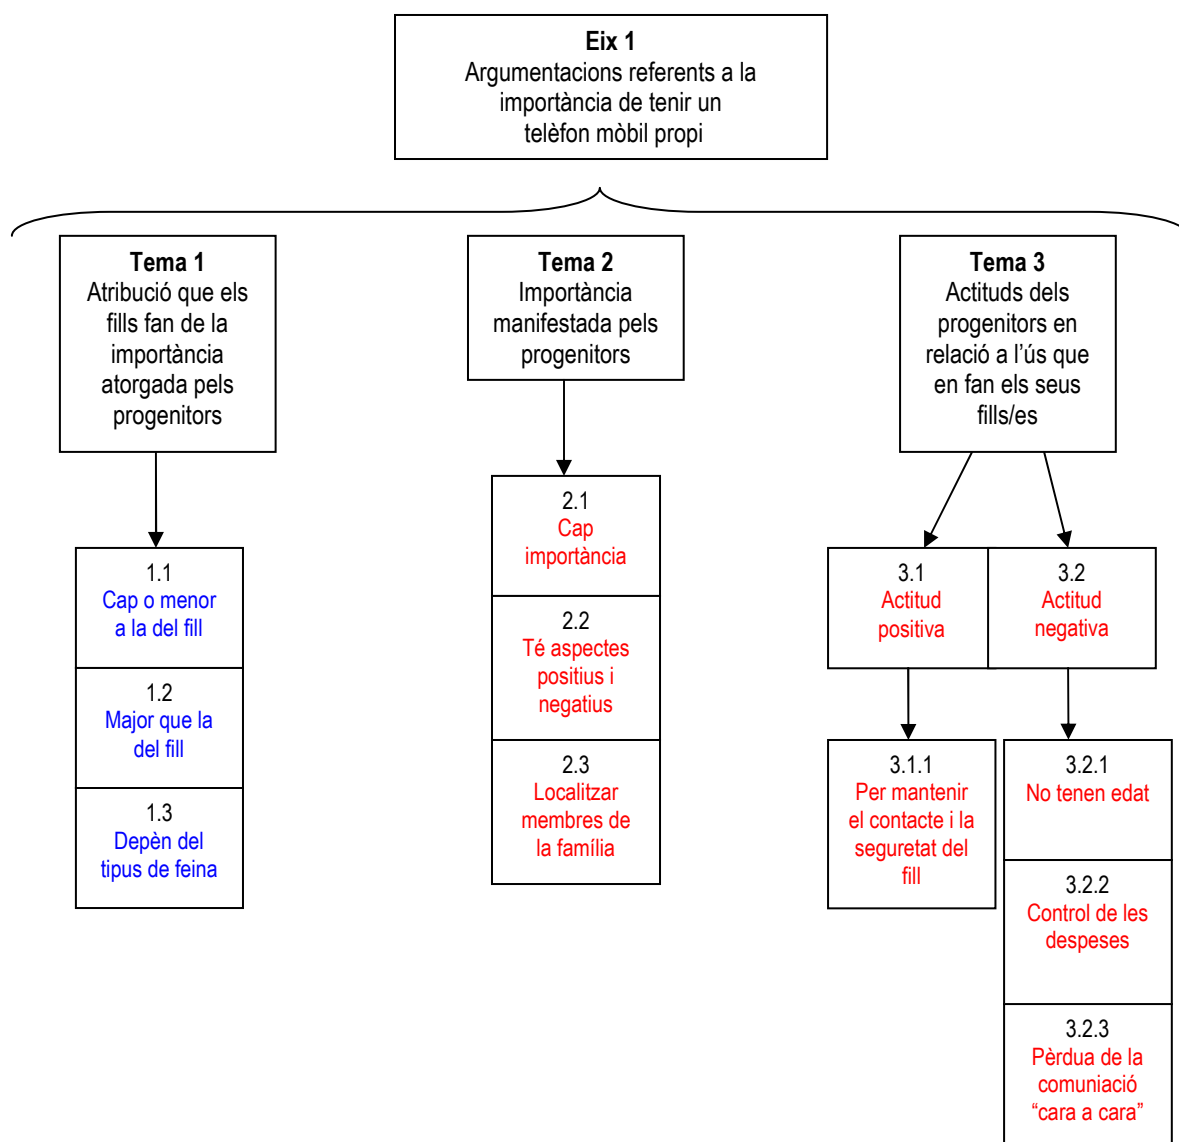 Eix 1
Argumentacions referents a la
importància de tenir un
telèfon mòbil propi
Tema 1
Atribució que els
fills fan de la
importància
atorgada pels
progenitors
Tema 2
Importància
manifestada pels
progenitors
Tema 3
Actituds dels
progenitors en
relació a l’ús que
en fan els seus
fills/es
1.1
Cap o menor
a la del fill
1.2
Major que la
del fill
1.3
Depèn del
tipus de feina
2.1
Cap
importància
2.2
Té aspectes
positius i
negatius
2.3
Localitzar
membres de
la família
3.1
Actitud
positiva
3.2
Actitud
negativa
3.1.1
Per mantenir
el contacte i la
seguretat del
fill
3.2.1
No tenen edat
3.2.2
Control de les
despeses
3.2.3
Pèrdua de la
comuniació
“cara a cara”